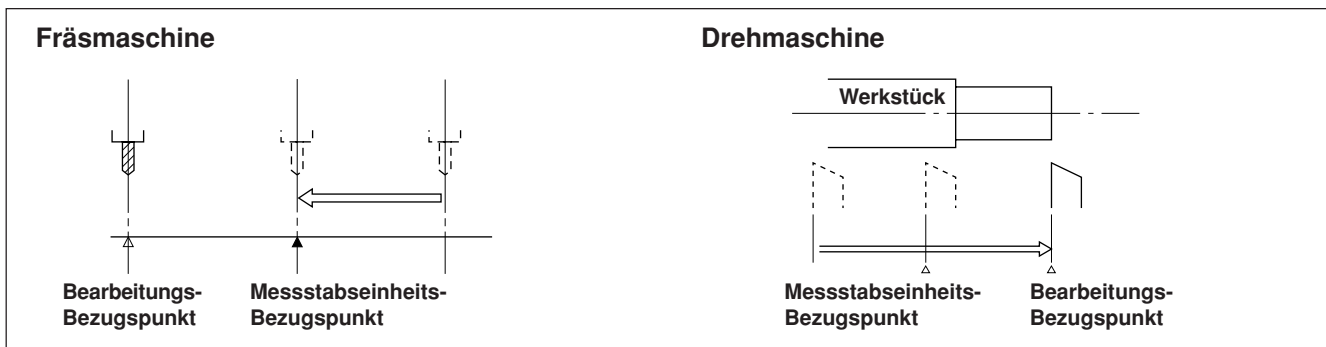 Fräsmaschine
Bearbeitungs-
Bezugspunkt
Messstabseinheits-
Bezugspunkt
Drehmaschine
Werkstück
Messstabseinheits-
Bezugspunkt
Bearbeitungs-
Bezugspunkt